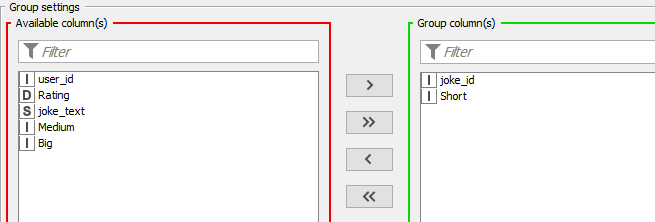 Group settings
Available column(s)
Filter
I user_id
D Rating
S joke_text
I Medium
I Big
>
>>
<
<<
Group column(s)
Filter
I joke_id
I Short